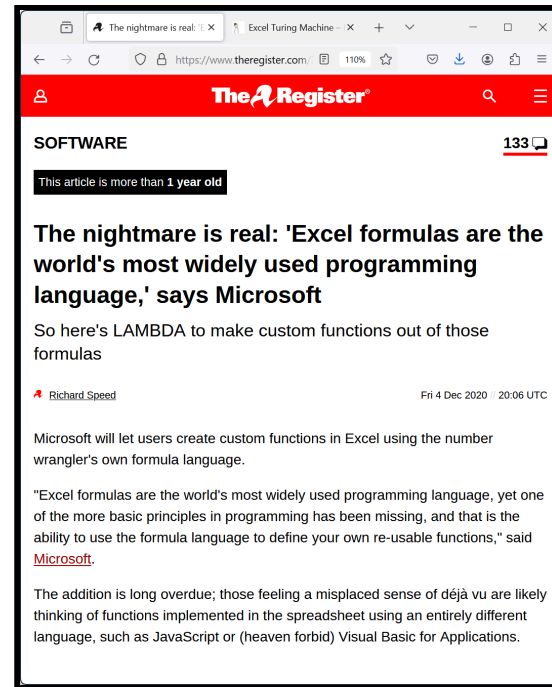 The nightmare is real: 'E
Excel Turing Machine –
https://www.theregister.com/
110%
The Register®
SOFTWARE
133
This article is more than 1 year old
The nightmare is real: 'Excel formulas are the
world's most widely used programming
language,' says Microsoft
So here's LAMBDA to make custom functions out of those
formulas
Richard Speed
Fri 4 Dec 2020 // 20:06 UTC
Microsoft will let users create custom functions in Excel using the number
wrangler's own formula language.
"Excel formulas are the world's most widely used programming language, yet one
of the more basic principles in programming has been missing, and that is the
ability to use the formula language to define your own re-usable functions," said
Microsoft.
The addition is long overdue; those feeling a misplaced sense of déjà vu are likely
thinking of functions implemented in the spreadsheet using an entirely different
language, such as JavaScript or (heaven forbid) Visual Basic for Applications.